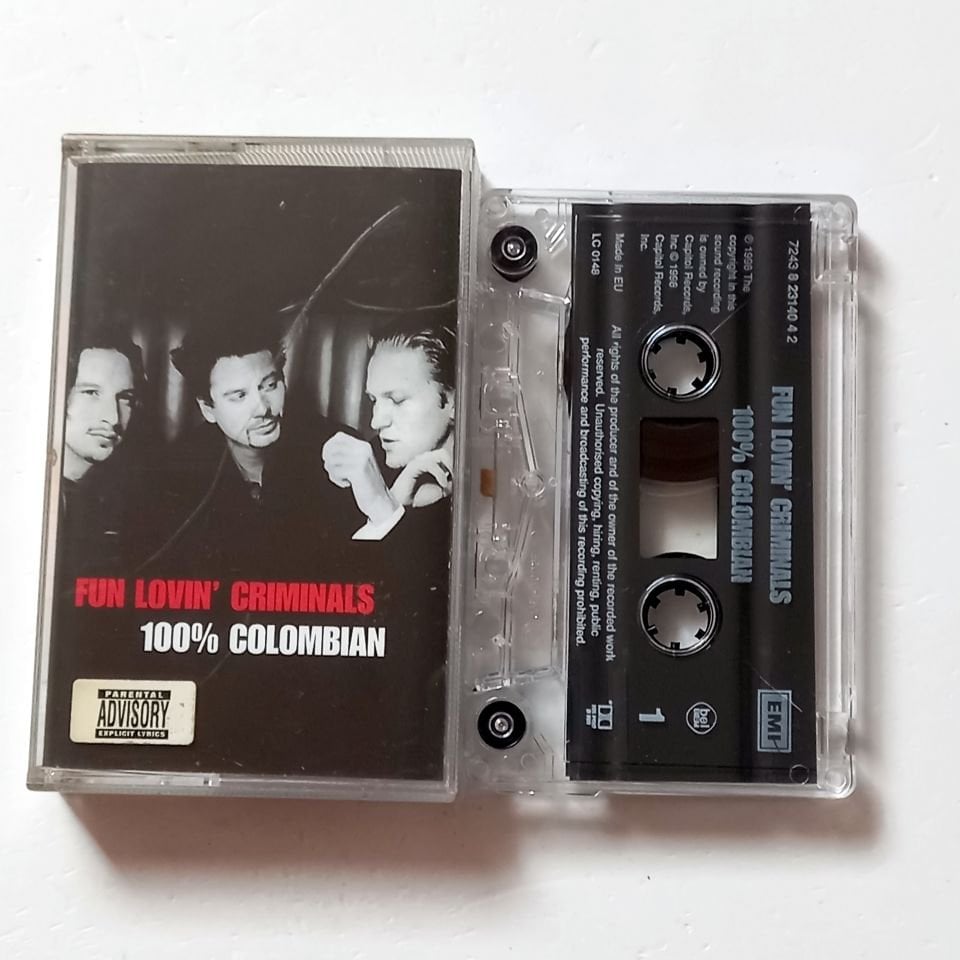 FUN LOVIN' CRIMINALS
100% COLOMBIAN
PARENTAL
ADVISORY
EXPLICIT LYRICS
7243 8 23140 4 2
℗ 1998 The
copyright in this
sound recording
is owned by
Capitol Records,
Inc © 1998
Capitol Records,
Inc.
Made in EU
LC 0148
FUN LOVIN' CRIMINALS
100% COLOMBIAN
All rights of the producer and of the owner of the recorded work
reserved. Unauthorised copying, hiring, renting, public
performance and broadcasting of this recording prohibited.
EMI
bel
1